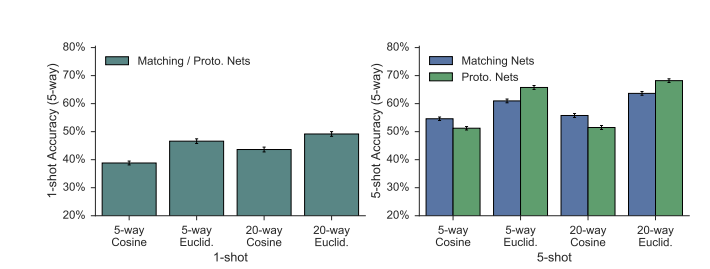 80%
70%
60%
50%
40%
30%
20%
1-shot Accuracy (5-way)
Matching / Proto. Nets
5-way Cosine
5-way Euclid.
20-way Cosine
20-way Euclid.
1-shot
80%
70%
60%
50%
40%
30%
20%
5-shot Accuracy (5-way)
Matching Nets
Proto. Nets
5-way Cosine
5-way Euclid.
20-way Cosine
20-way Euclid.
5-shot